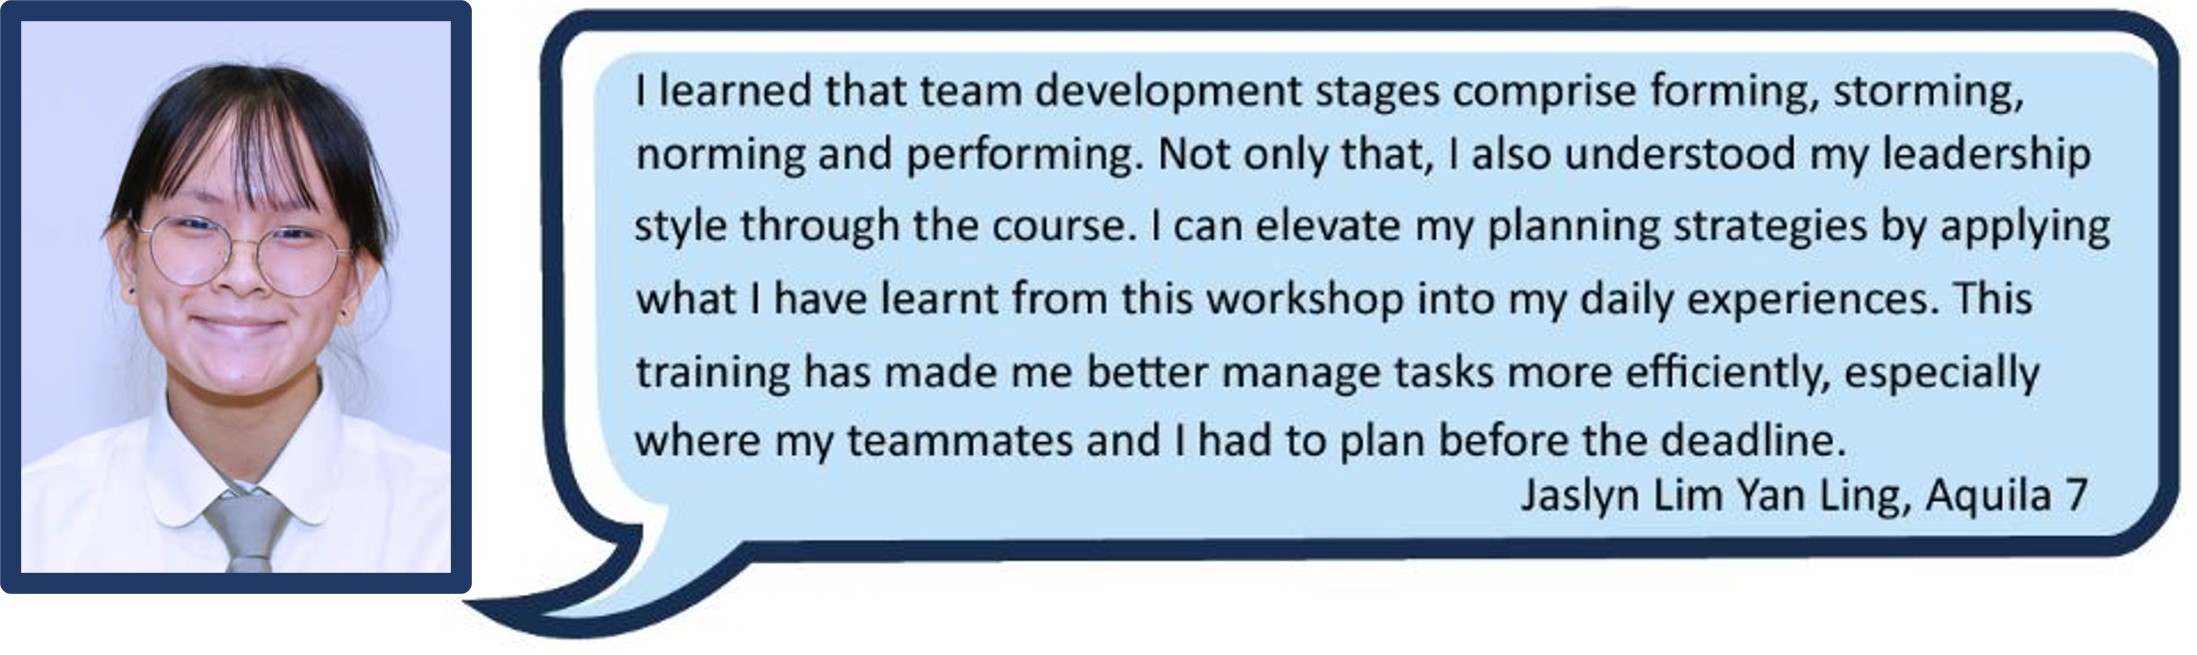 I learned that team development stages comprise forming, storming,
norming and performing. Not only that, I also understood my leadership
style through the course. I can elevate my planning strategies by applying
what I have learnt from this workshop into my daily experiences. This
training has made me better manage tasks more efficiently, especially
where my teammates and I had to plan before the deadline.
Jaslyn Lim Yan Ling, Aquila 7